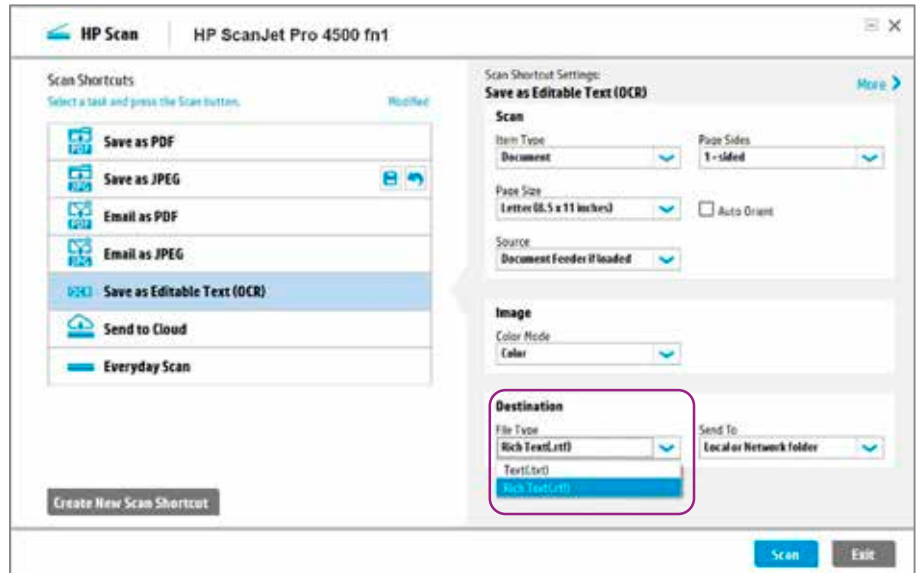 HP Scan
HP ScanJet Pro 4500 fn1
Scan Shortcuts
Select a task and press the Scan button.
Modified
Save as PDF
Save as JPEG
Email as PDF
Email as JPEG
Save as Editable Text (OCR)
Send to Cloud
Everyday Scan
Create New Scan Shortcut
Scan Shortcut Settings:
Save as Editable Text (OCR)
More
Scan
Item Type
Page Sides
Document
1 - sided
Page Size
Letter (8.5 x 11 inches)
Auto Orient
Source
Document Feeder if loaded
Image
Color Mode
Color
Destination
File Type
Send To
Rich Text(.rtf)
Local or Network folder
Text(.txt)
Rich Text(.rtf)
Scan
Exit